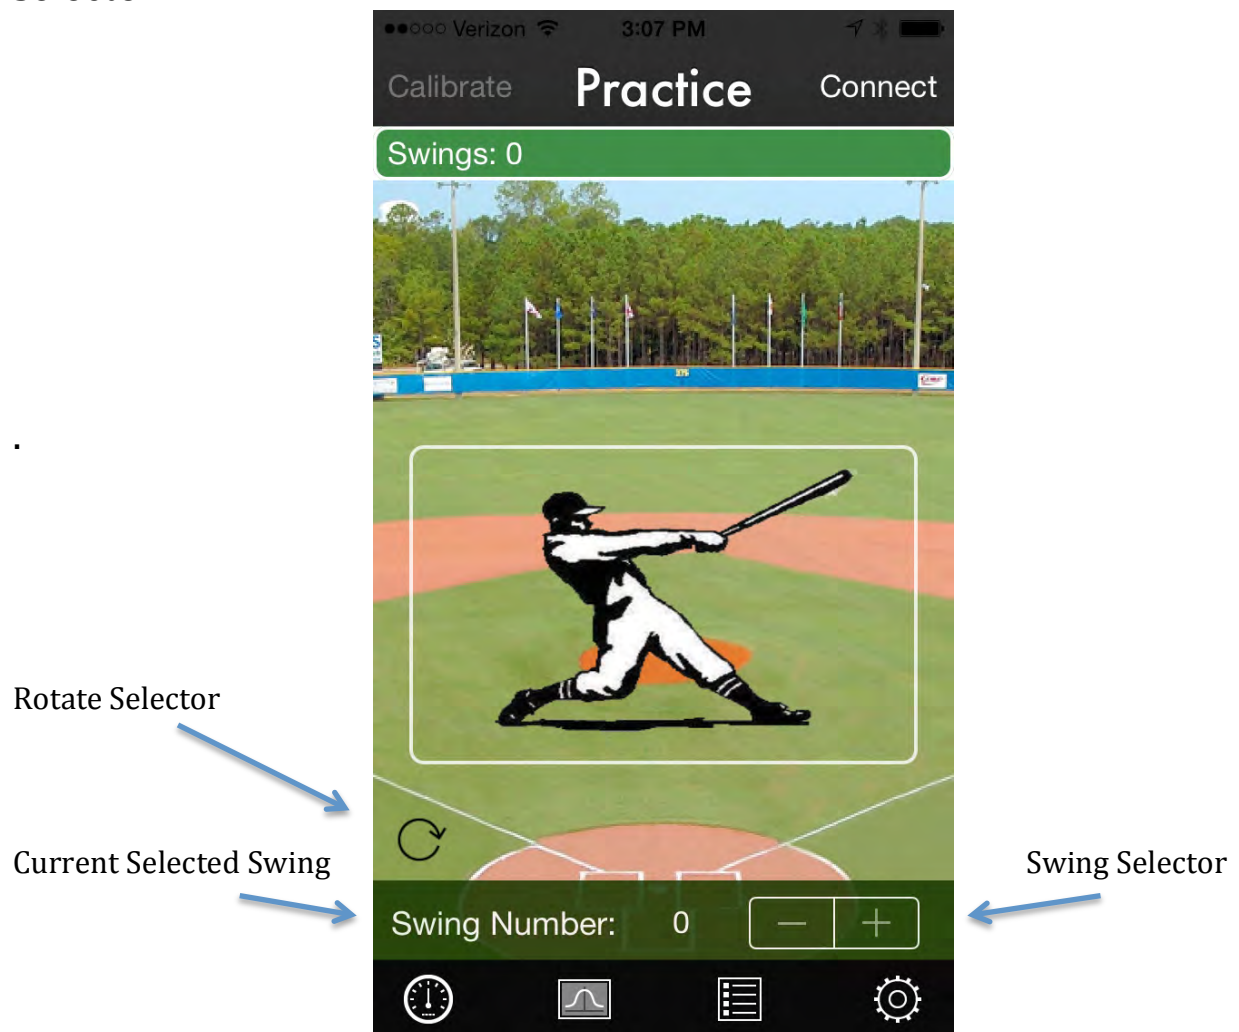 Verizon 3:07 PM
Calibrate Practice Connect
Swings: 0
.
Rotate Selector
Current Selected Swing
Swing Selector
Swing Number: 0 − +